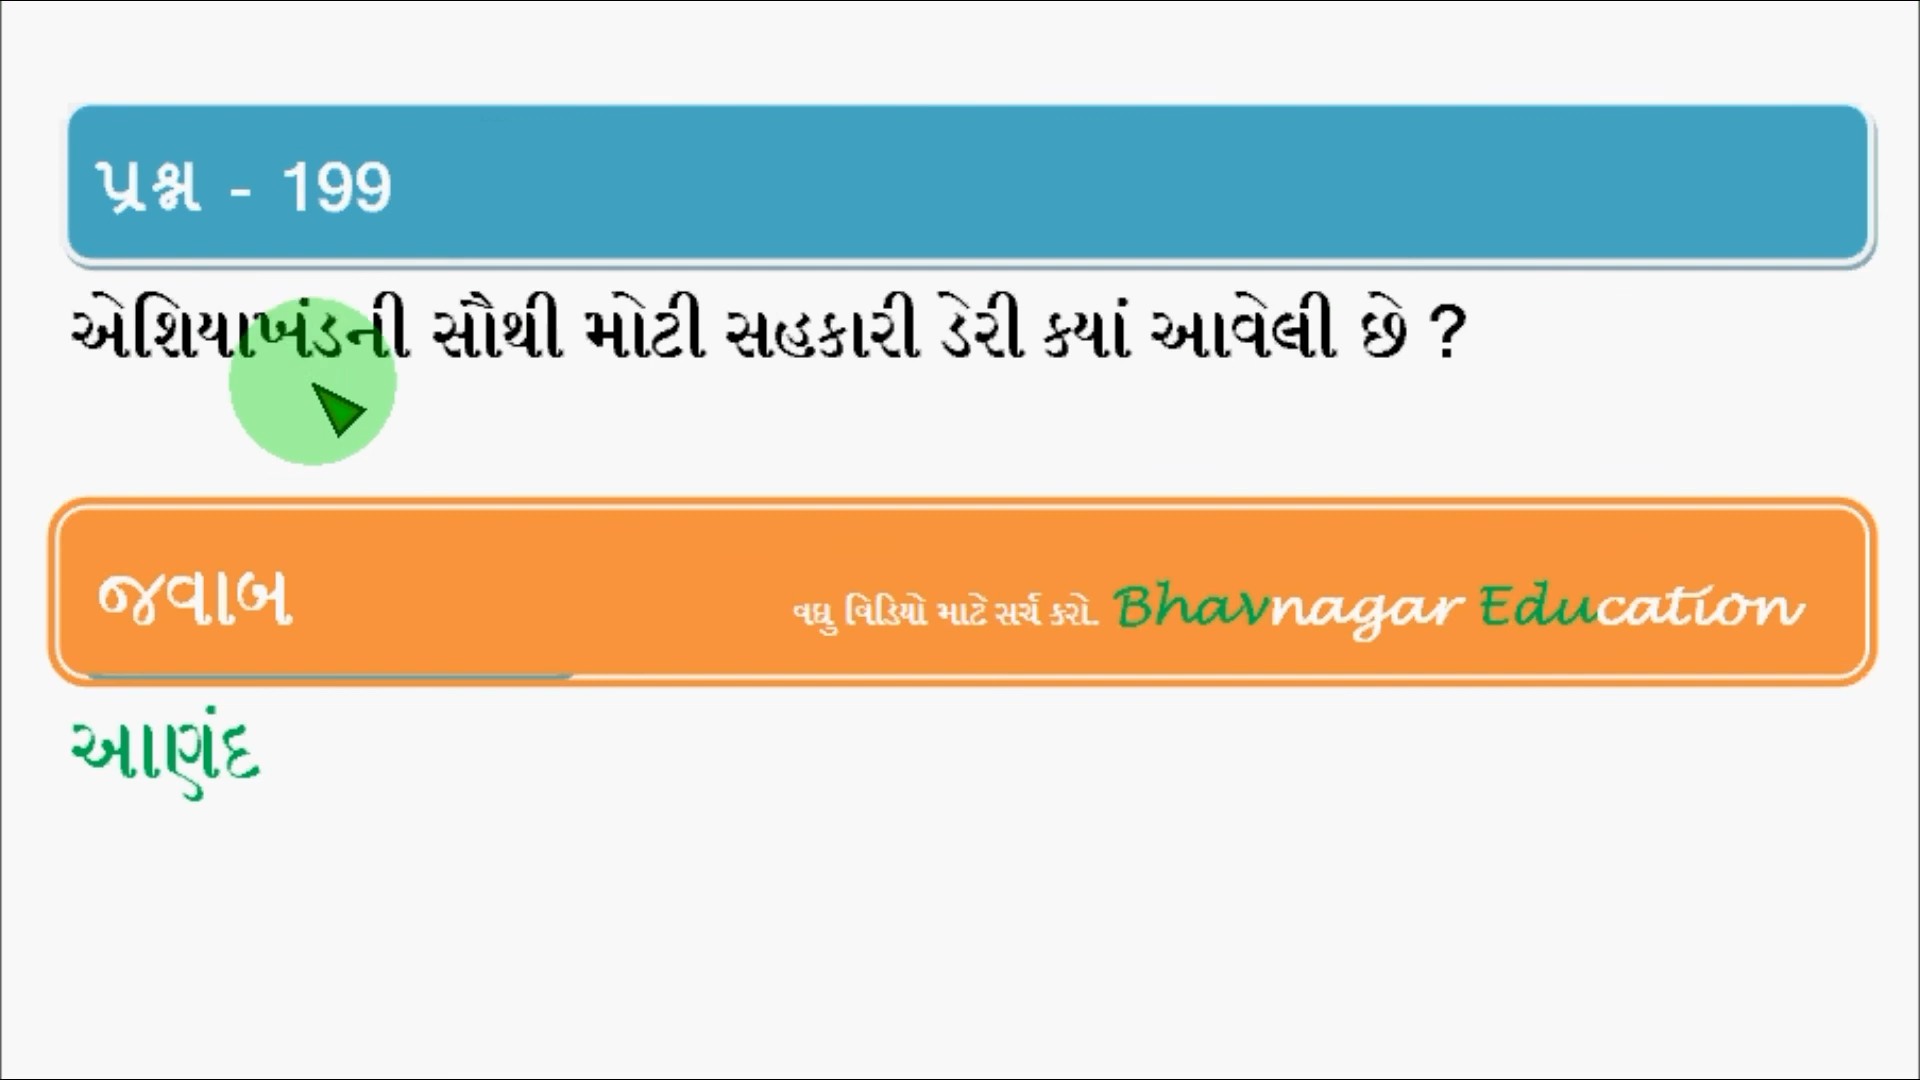 પ્રશ્ન - 199
એશિયાખંડની સૌથી મોટી સહકારી ડેરી ક્યાં આવેલી છે ?
જવાબ
વધુ વિડિયો માટે સર્ચ કરો. Bhavnagar Education
આણંદ